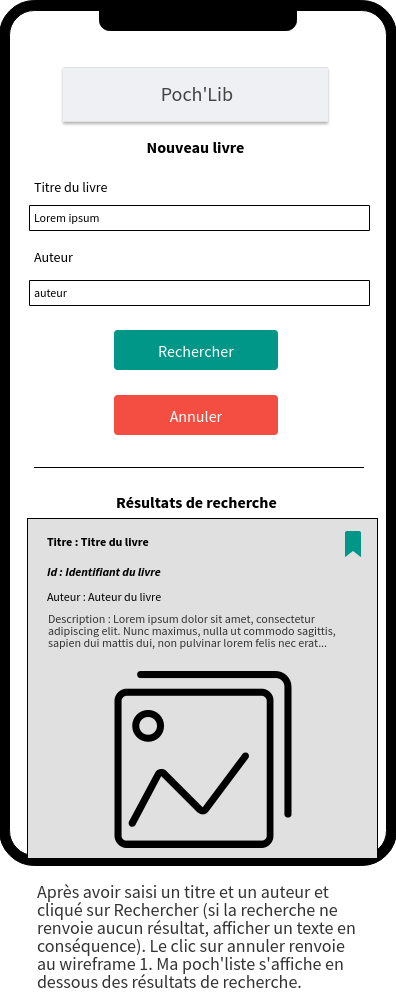 Poch'Lib
Nouveau livre
Titre du livre
Lorem ipsum
Auteur
auteur
Rechercher
Annuler
Résultats de recherche
Titre : Titre du livre
Id : Identifiant du livre
Auteur : Auteur du livre
Description : Lorem ipsum dolor sit amet, consectetur
adipiscing elit. Nunc maximus, nulla ut commodo sagittis,
sapien dui mattis dui, non pulvinar lorem felis nec erat...
Après avoir saisi un titre et un auteur et
cliqué sur Rechercher (si la recherche ne
renvoie aucun résultat, afficher un texte en
conséquence). Le clic sur annuler renvoie
au wireframe 1. Ma poch'liste s'affiche en
dessous des résultats de recherche.